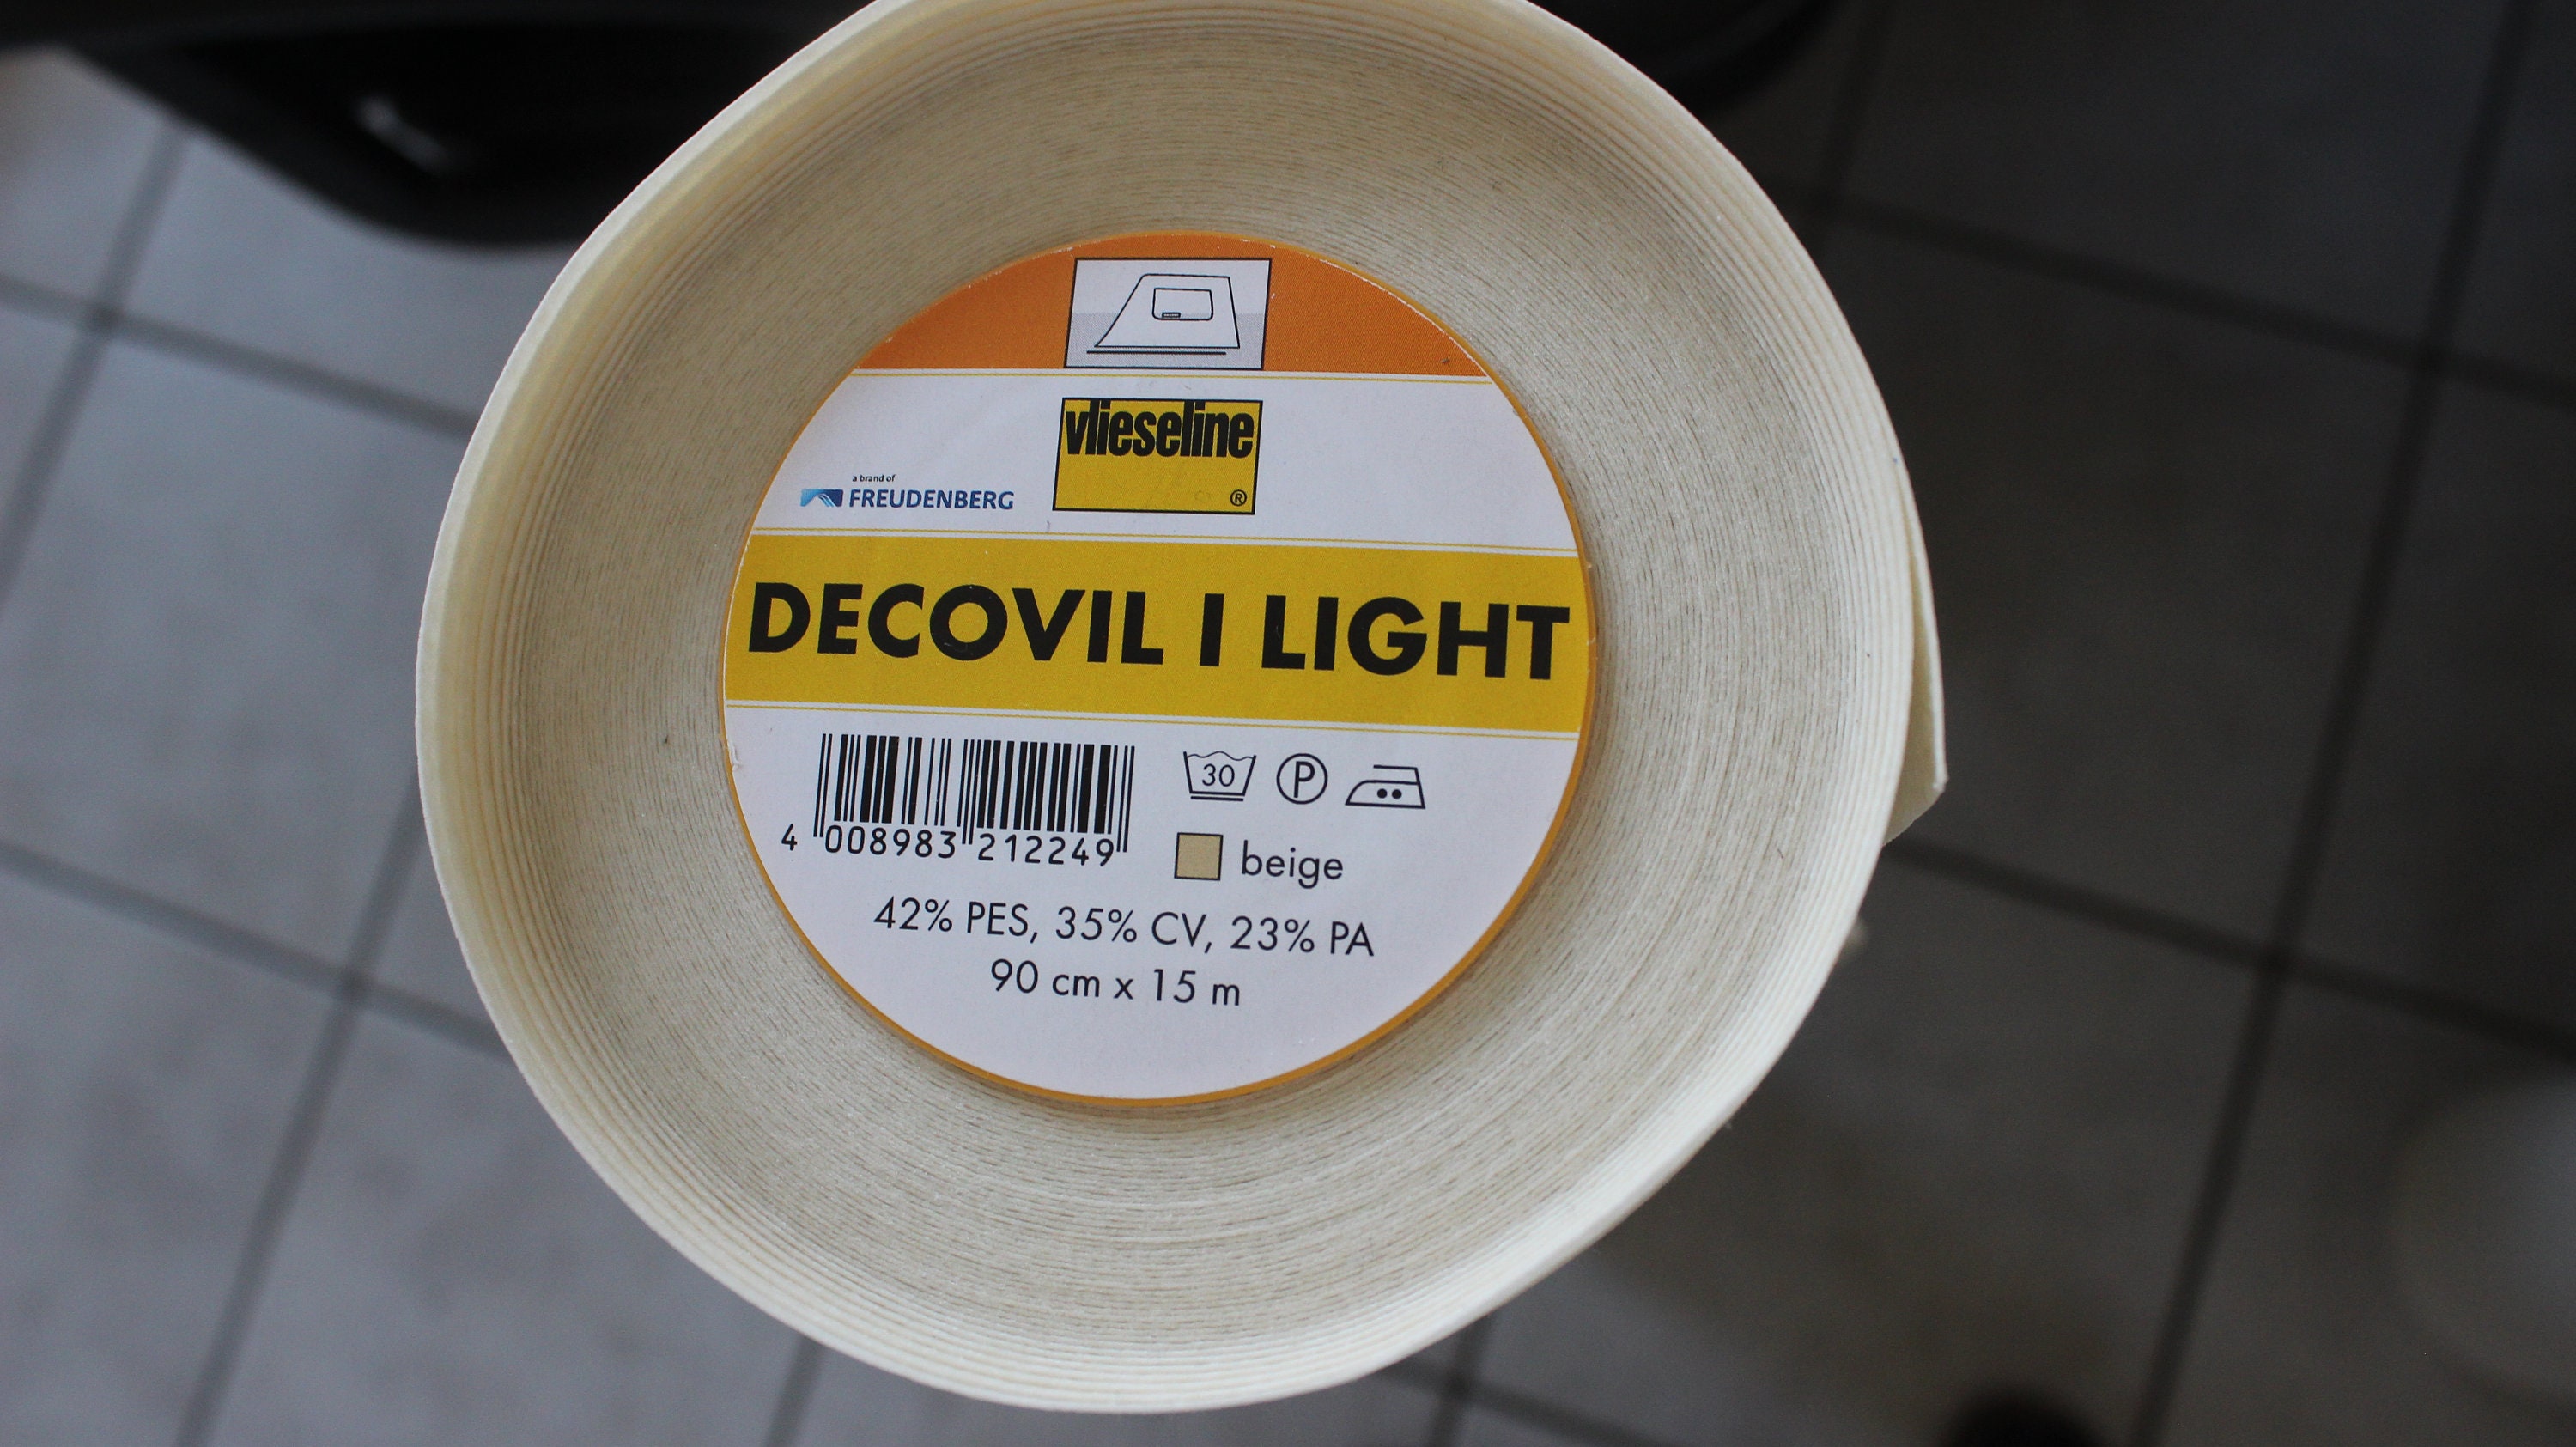 vlieseline
®
a brand of
FREUDENBERG
DECOVIL I LIGHT
30 P
4 008983 212249
beige
42% PES, 35% CV, 23% PA
90 cm x 15 m